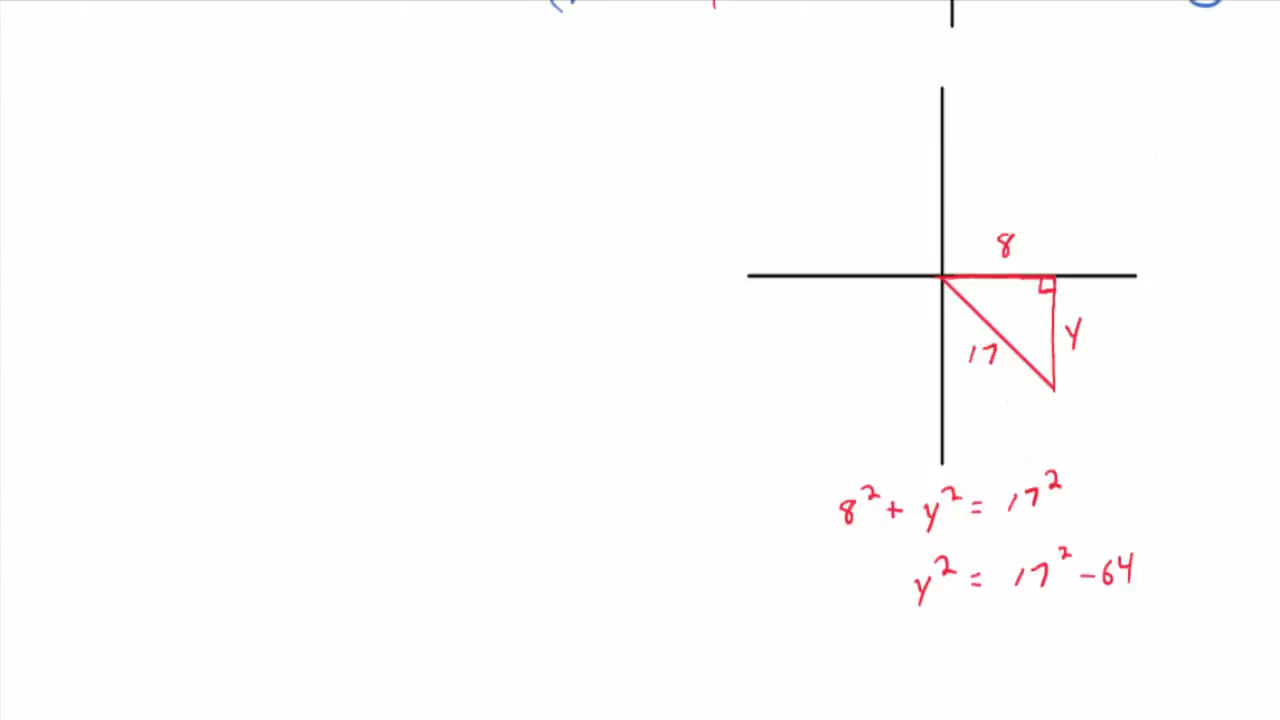 8
y
17
8² + y² = 17²
y² = 17² - 64